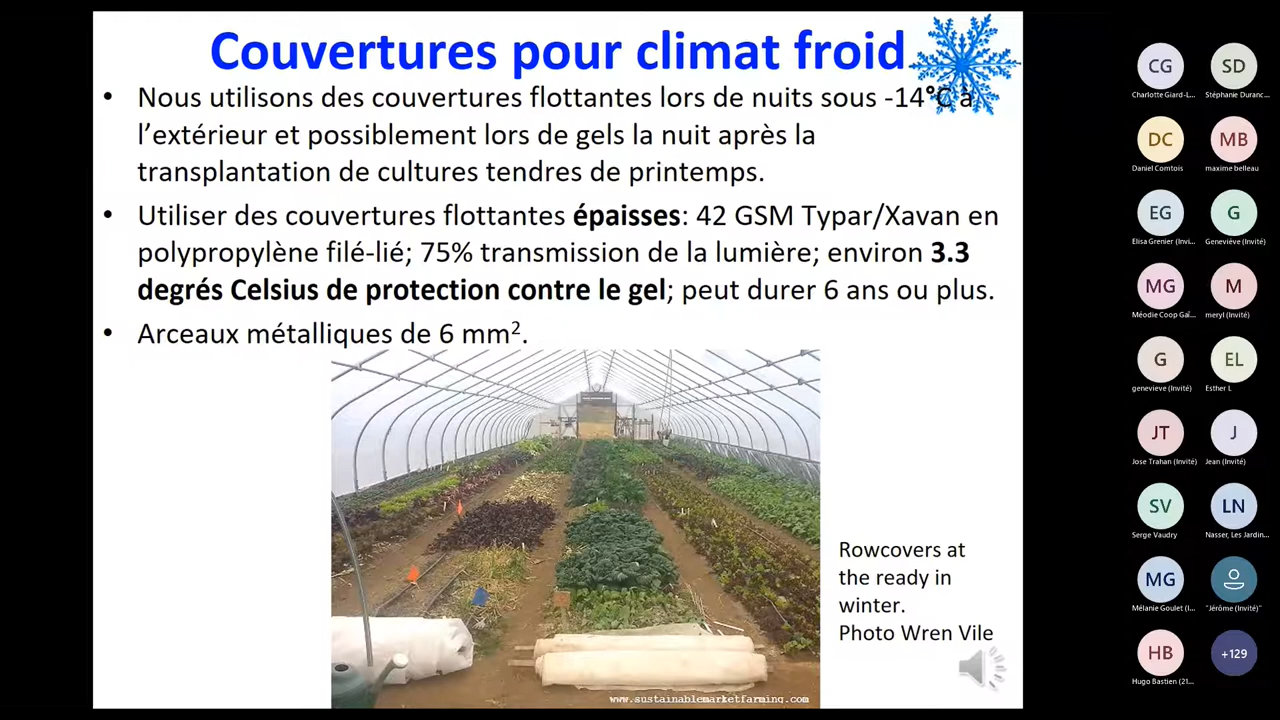 Couvertures pour climat froid
• Nous utilisons des couvertures flottantes lors de nuits sous -14°C à
l’extérieur et possiblement lors de gels la nuit après la
transplantation de cultures tendres de printemps.
• Utiliser des couvertures flottantes épaisses: 42 GSM Typar/Xavan en
polypropylène filé-lié; 75% transmission de la lumière; environ 3.3
degrés Celsius de protection contre le gel; peut durer 6 ans ou plus.
• Arceaux métalliques de 6 mm².
Rowcovers at
the ready in
winter.
Photo Wren Vile
www.sustainablemarketfarming.com
CG SD
Charlotte Giard-L... Stéphanie Duranc...
DC MB
Daniel Comtois maxime belleau
EG G
Elisa Grenier (Invi... Geneviève (Invité)
MG M
Méodie Coop Gaï... meryl (Invité)
G EL
genevieve (Invité) Esther L
JT J
Jose Trahan (Invité) Jean (Invité)
SV LN
Serge Vaudry Nasser, Les Jardin...
MG
Mélanie Goulet (I... "Jérôme (Invité)"
HB +129
Hugo Bastien (21...